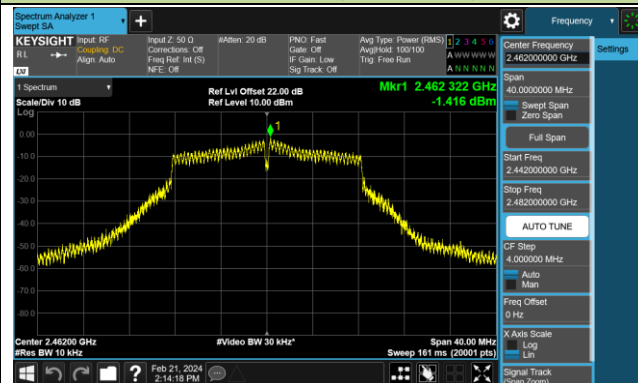 Spectrum Analyzer 1
Swept SA
+
Frequency
KEYSIGHT
Input: RF
Input Z: 50 Ω
#Atten: 20 dB
PNO: Fast
Avg Type: Power (RMS)
1 2 3 4 5 6
RL
Coupling: DC
Corrections: Off
Gate: Off
Avg|Hold: 100/100
A W W W W W
Align: Auto
Freq Ref: Int (S)
IF Gain: Low
Trig: Free Run
LXI
NFE: Off
Sig Track: Off
A N N N N N
Center Frequency
2.462000000 GHz
Settings
1 Spectrum
Ref Lvl Offset 22.00 dB
Mkr1 2.462 322 GHz
Scale/Div 10 dB
Ref Level 10.00 dBm
-1.416 dBm
Log
Span
40.0000000 MHz
Swept Span
Zero Span
Full Span
Start Freq
2.442000000 GHz
Stop Freq
2.482000000 GHz
AUTO TUNE
CF Step
4.000000 MHz
Auto
Man
Freq Offset
0 Hz
X Axis Scale
Log
Lin
Signal Track
(Span Zoom)
1
0.00
-10.0
-20.0
-30.0
-40.0
-50.0
-60.0
-70.0
-80.0
Center 2.46200 GHz
#Video BW 30 kHz*
Span 40.00 MHz
#Res BW 10 kHz
Sweep 161 ms (20001 pts)
?
Feb 21, 2024
2:14:18 PM